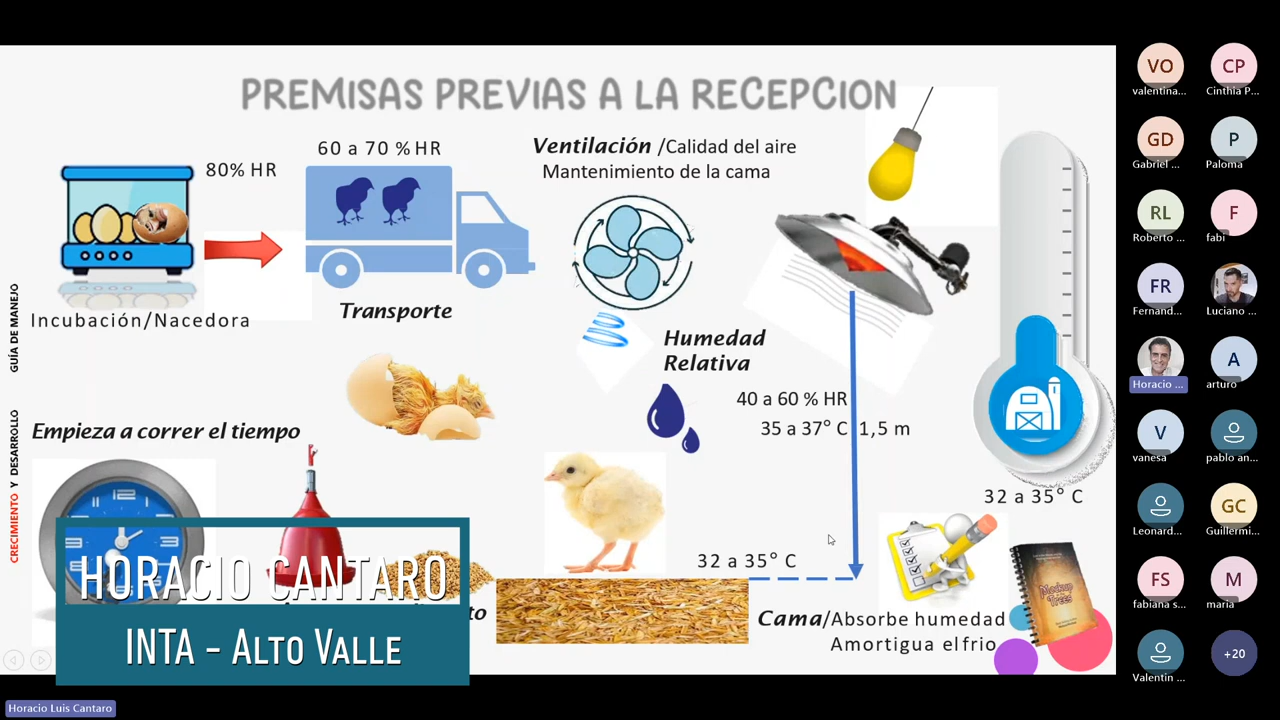 PREMISAS PREVIAS A LA RECEPCION
80% HR
60 a 70 % HR
Ventilación /Calidad del aire
Mantenimiento de la cama
Incubación/Nacedora
Transporte
Humedad
Relativa
40 a 60 % HR
35 a 37° C
1,5 m
32 a 35° C
Empieza a correr el tiempo
12
32 a 35° C
Cama/Absorbe humedad
Amortigua el frio
Mockup
Trees
to
GUÍA DE MANEJO
CRECIMIENTO Y DESARROLLO
HORACIO CANTARO
INTA - ALTO VALLE
Horacio Luis Cantaro
VO
valentina...
CP
Cinthia P...
GD
Gabriel ...
P
Paloma
RL
Roberto ...
F
fabi
FR
Fernand...
Luciano ...
Horacio ...
A
arturo
V
vanesa
pablo an...
Leonard...
GC
Guillermi...
FS
fabiana s...
M
maria
Valentin ...
+20